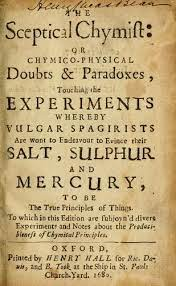 THE
Sceptical Chymist:
OR
CHYMICO-PHYSICAL
Doubts & Paradoxes,
Touching the
EXPERIMENTS
WHEREBY
VULGAR SPAGIRISTS
Are wont to Endeavour to Evince their
SALT, SULPHUR
AND
MERCURY,
TO BE
The True Principles of Things.
To which in this Edition are subjoyn'd divers
Experiments and Notes about the Producibleness of Chymical Principles.
OXFORD,
Printed by HENRY HALL for Ric. Davis, and B. Took at the Ship in St. Pauls
Church-Yard. 1680.